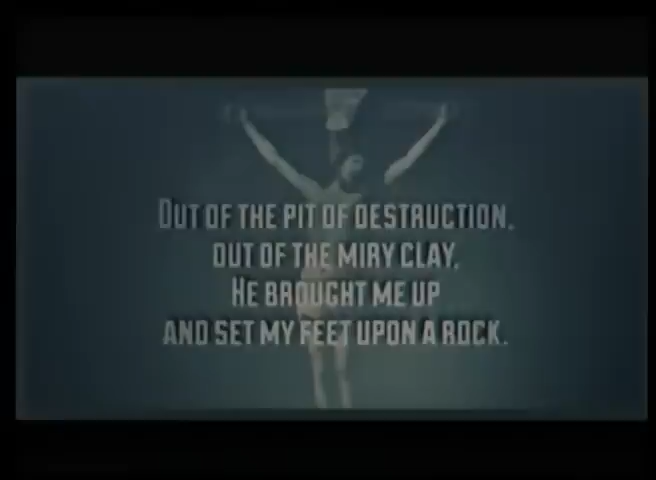 Out of the pit of destruction,
out of the miry clay,
He brought me up
and set my feet upon a rock.